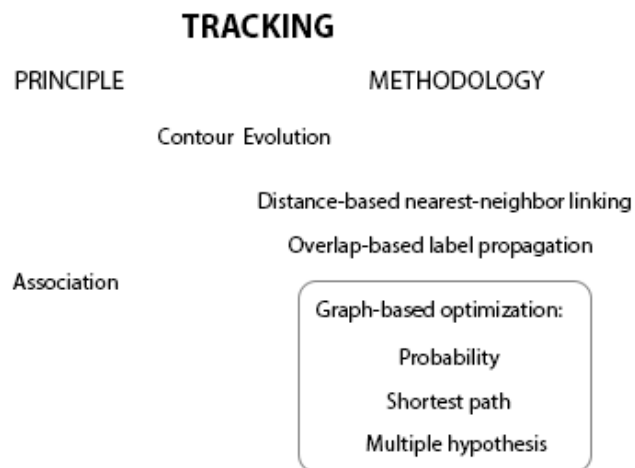 TRACKING
PRINCIPLE METHODOLOGY
Contour Evolution
Distance-based nearest-neighbor linking
Overlap-based label propagation
Association
Graph-based optimization:
Probability
Shortest path
Multiple hypothesis